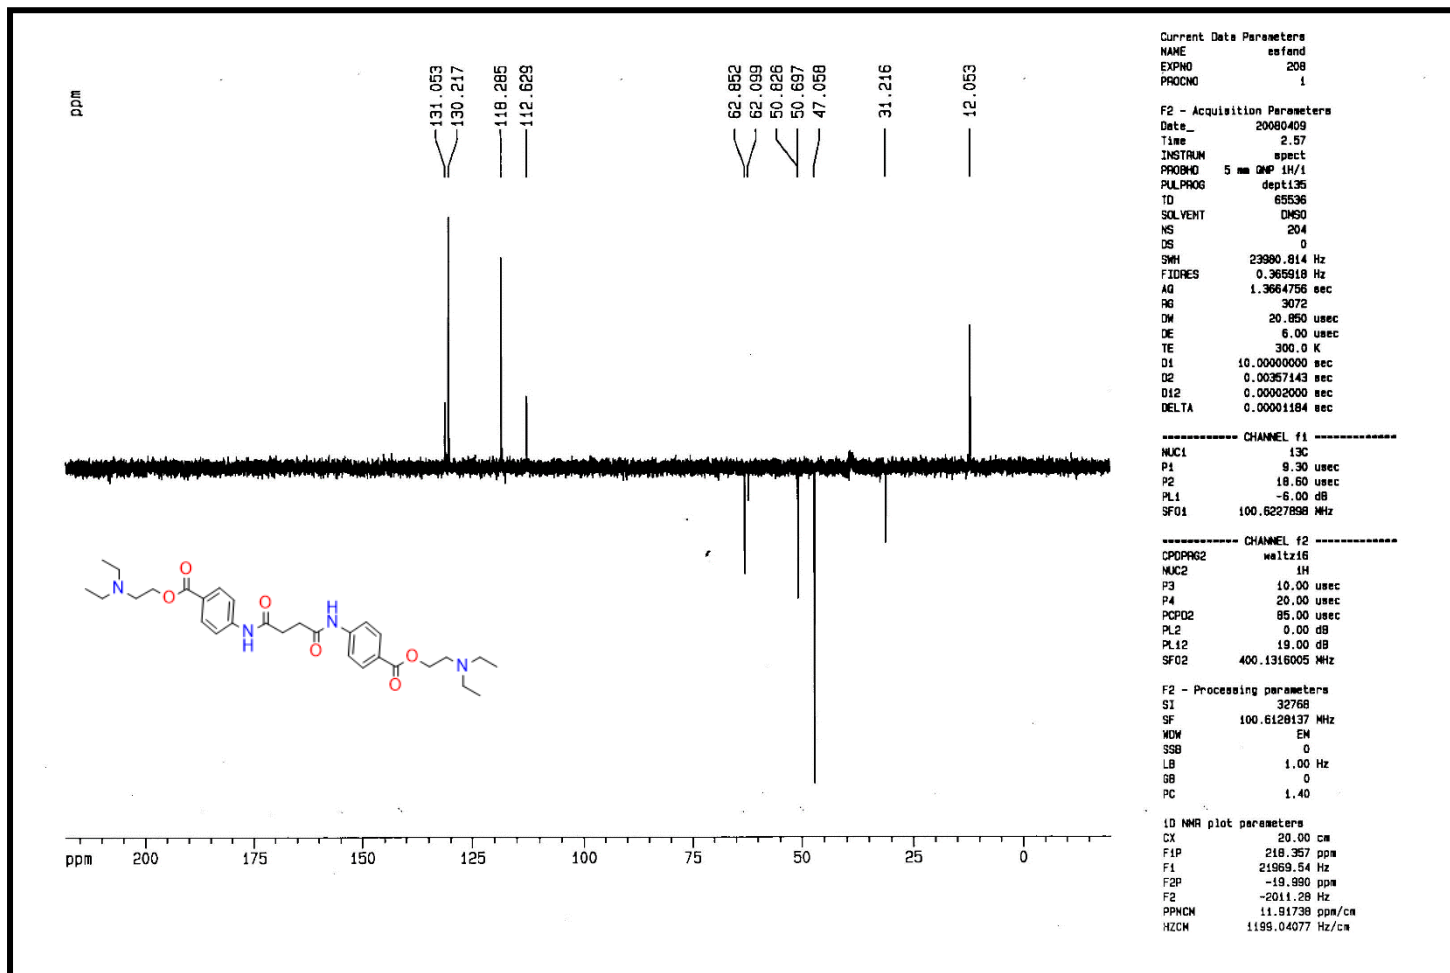 ppm
131.053
130.217
118.285
112.629
62.852
62.099
50.826
50.697
47.058
31.216
12.053
O
N
O
O
N
H
H
N
O
O
O
N
ppm 200 175 150 125 100 75 50 25 0
Current Data Parameters
NAME esfand
EXPNO 208
PROCNO 1
F2 - Acquisition Parameters
Date_ 20080409
Time 2.57
INSTRUM spect
PROBHD 5 mm QNP 1H/1
PULPROG dept135
TD 65536
SOLVENT DMSO
NS 204
DS 0
SWH 23980.814 Hz
FIDRES 0.365918 Hz
AQ 1.3664756 sec
RG 3072
DW 20.850 usec
DE 6.00 usec
TE 300.0 K
D1 10.00000000 sec
D2 0.00357143 sec
D12 0.00002000 sec
DELTA 0.00001184 sec
============ CHANNEL f1 ============
NUC1 13C
P1 9.30 usec
P2 18.60 usec
PL1 -6.00 dB
SFO1 100.6227898 MHz
============ CHANNEL f2 ============
CPDPRG2 waltz16
NUC2 1H
P3 10.00 usec
P4 20.00 usec
PCPD2 85.00 usec
PL2 0.00 dB
PL12 19.00 dB
SFO2 400.1316005 MHz
F2 - Processing parameters
SI 32768
SF 100.6128137 MHz
WDW EM
SSB 0
LB 1.00 Hz
GB 0
PC 1.40
1D NMR plot parameters
CX 20.00 cm
F1P 218.357 ppm
F1 21969.54 Hz
F2P -19.990 ppm
F2 -2011.28 Hz
PPMCM 11.91738 ppm/cm
HZCM 1199.04077 Hz/cm